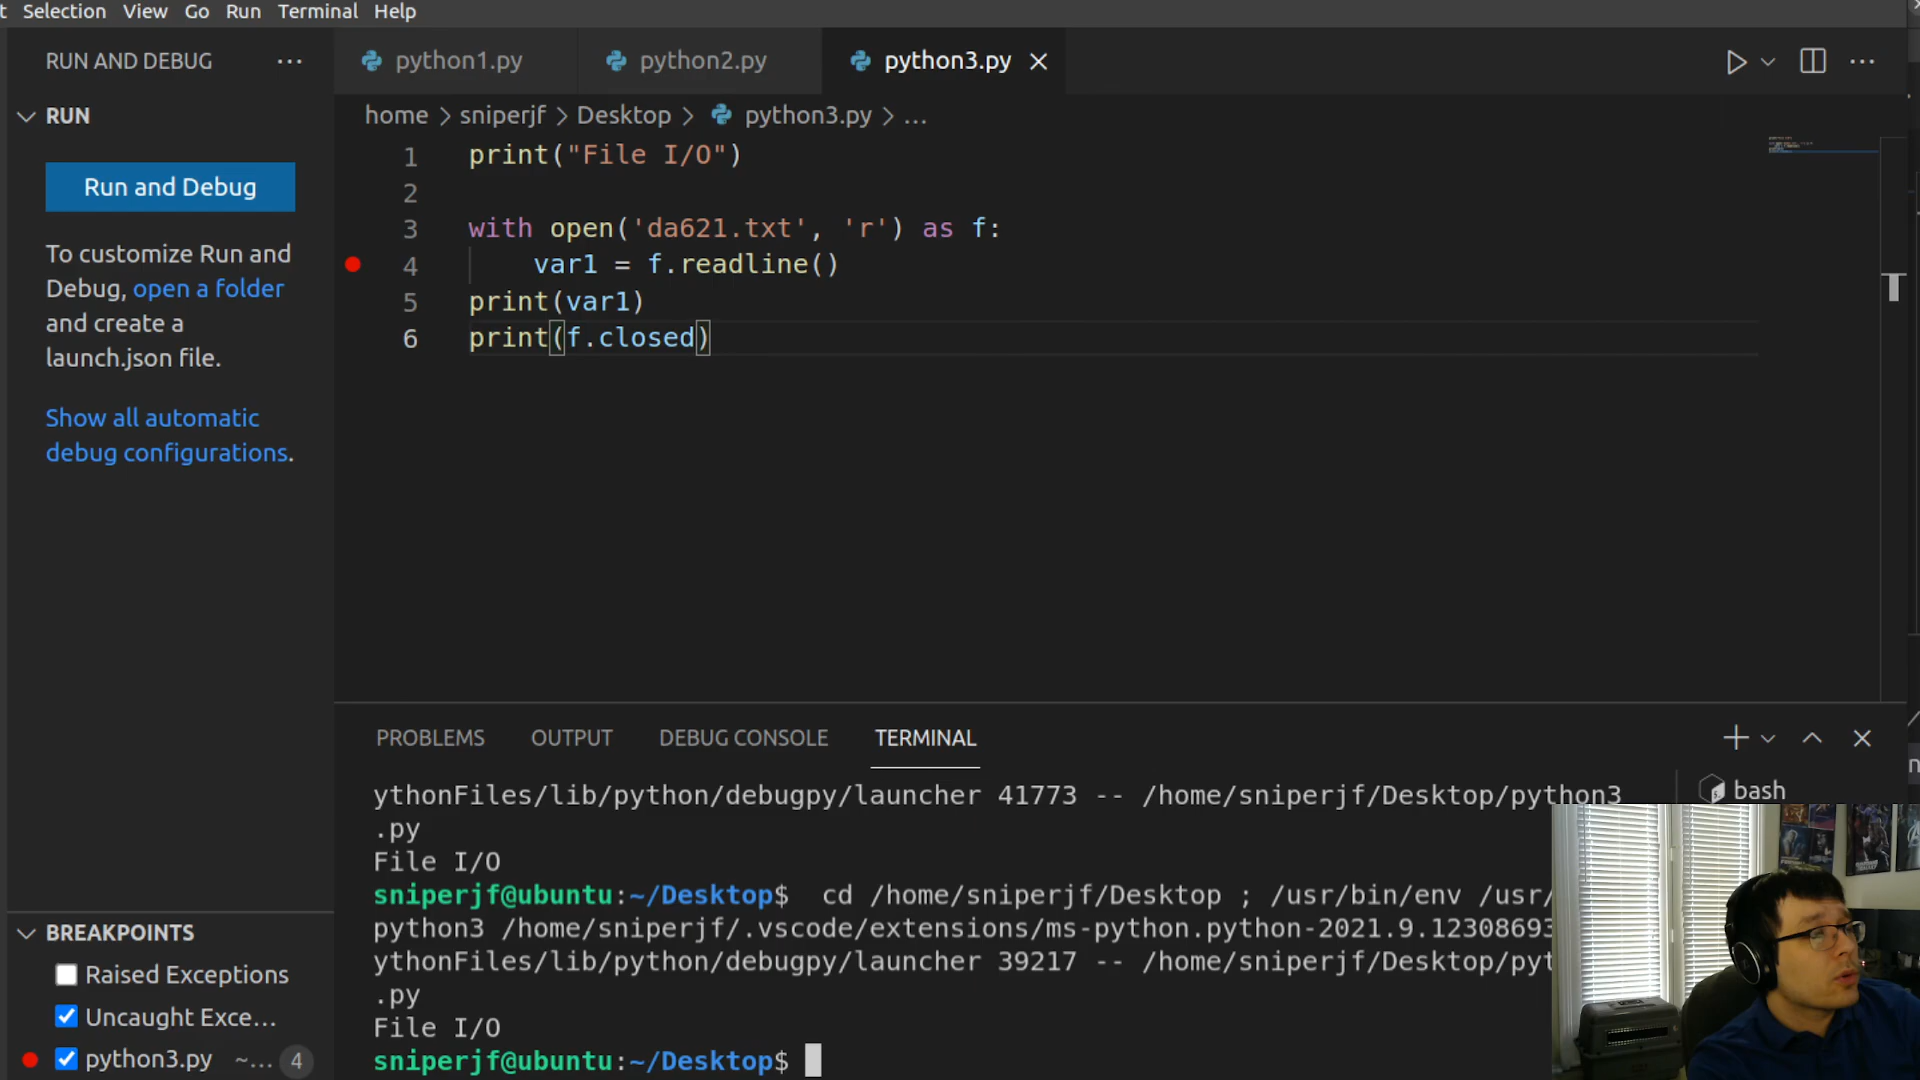 t Selection View Go Run Terminal Help
RUN AND DEBUG ...
RUN
Run and Debug
To customize Run and
Debug, open a folder
and create a
launch.json file.
Show all automatic
debug configurations.
BREAKPOINTS
Raised Exceptions
Uncaught Exce...
python3.py ~... 4
python1.py python2.py python3.py
home > sniperjf > Desktop > python3.py > ...
1 print("File I/O")
2
3 with open('da621.txt', 'r') as f:
4 var1 = f.readline()
5 print(var1)
6 print(f.closed)
PROBLEMS OUTPUT DEBUG CONSOLE TERMINAL
bash
ythonFiles/lib/python/debugpy/launcher 41773 -- /home/sniperjf/Desktop/python3
.py
File I/O
sniperjf@ubuntu:~/Desktop$ cd /home/sniperjf/Desktop ; /usr/bin/env /usr/
python3 /home/sniperjf/.vscode/extensions/ms-python.python-2021.9.12308693
ythonFiles/lib/python/debugpy/launcher 39217 -- /home/sniperjf/Desktop/pyt
.py
File I/O
sniperjf@ubuntu:~/Desktop$